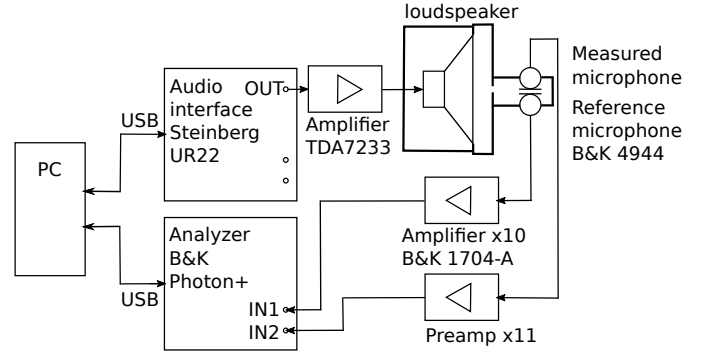 loudspeaker
Measured
microphone
Reference
microphone
B&K 4944
Audio
interface
Steinberg
UR22
OUT
Amplifier
TDA7233
USB
PC
Amplifier x10
B&K 1704-A
Analyzer
B&K
Photon+
USB
IN1
IN2
Preamp x11